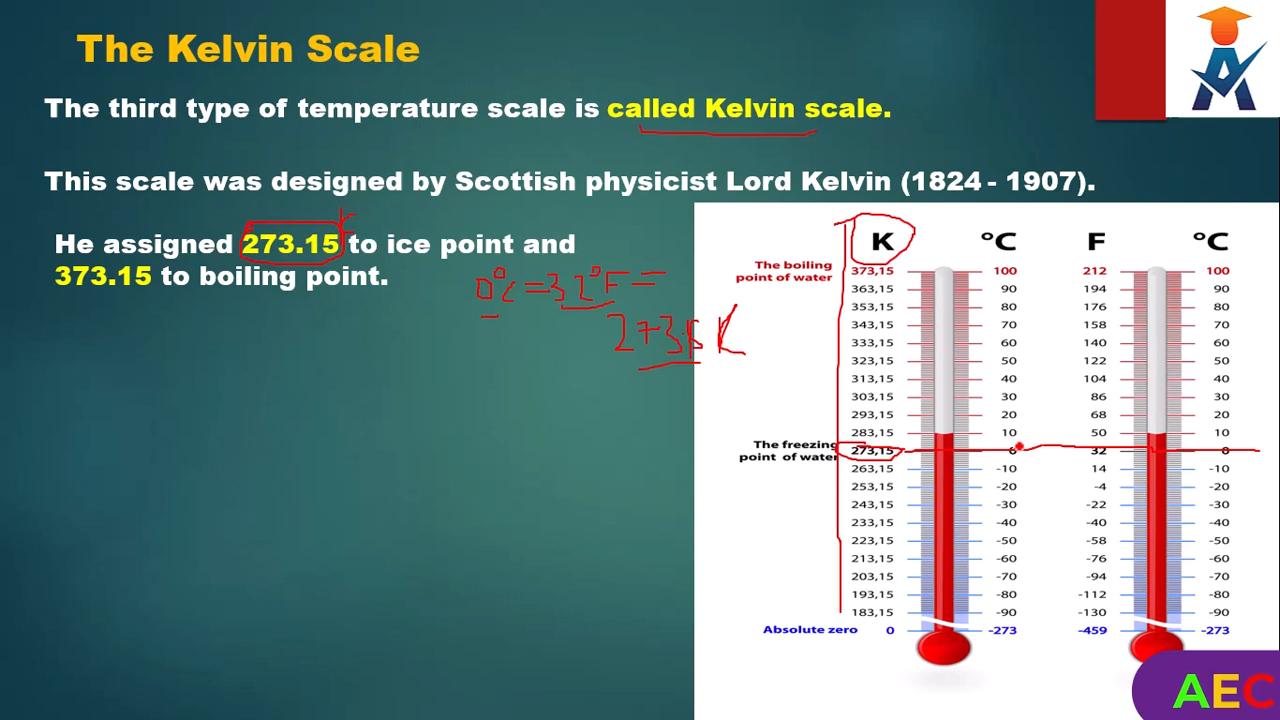 The Kelvin Scale
The third type of temperature scale is called Kelvin scale.
This scale was designed by Scottish physicist Lord Kelvin (1824 - 1907).
He assigned 273.15 K to ice point and
373.15 to boiling point.
0°C = 32°F =
273 K
K °C F °C
The boiling
point of water
373,15 100 212 100
363,15 90 194 90
353,15 80 176 80
343,15 70 158 70
333,15 60 140 60
323,15 50 122 50
313,15 40 104 40
303,15 30 86 30
293,15 20 68 20
283,15 10 50 10
The freezing
point of water
273,15 0 32 0
263,15 -10 14 -10
253,15 -20 -4 -20
243,15 -30 -22 -30
233,15 -40 -40 -40
223,15 -50 -58 -50
213,15 -60 -76 -60
203,15 -70 -94 -70
193,15 -80 -112 -80
183,15 -90 -130 -90
Absolute zero 0 -273 -459 -273
AEC